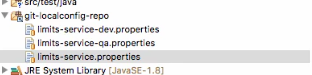 src/test/java
git-localconfig-repo
limits-service-dev.properties
limits-service-qa.properties
limits-service.properties
JRE System Library [JavaSE-1.8]